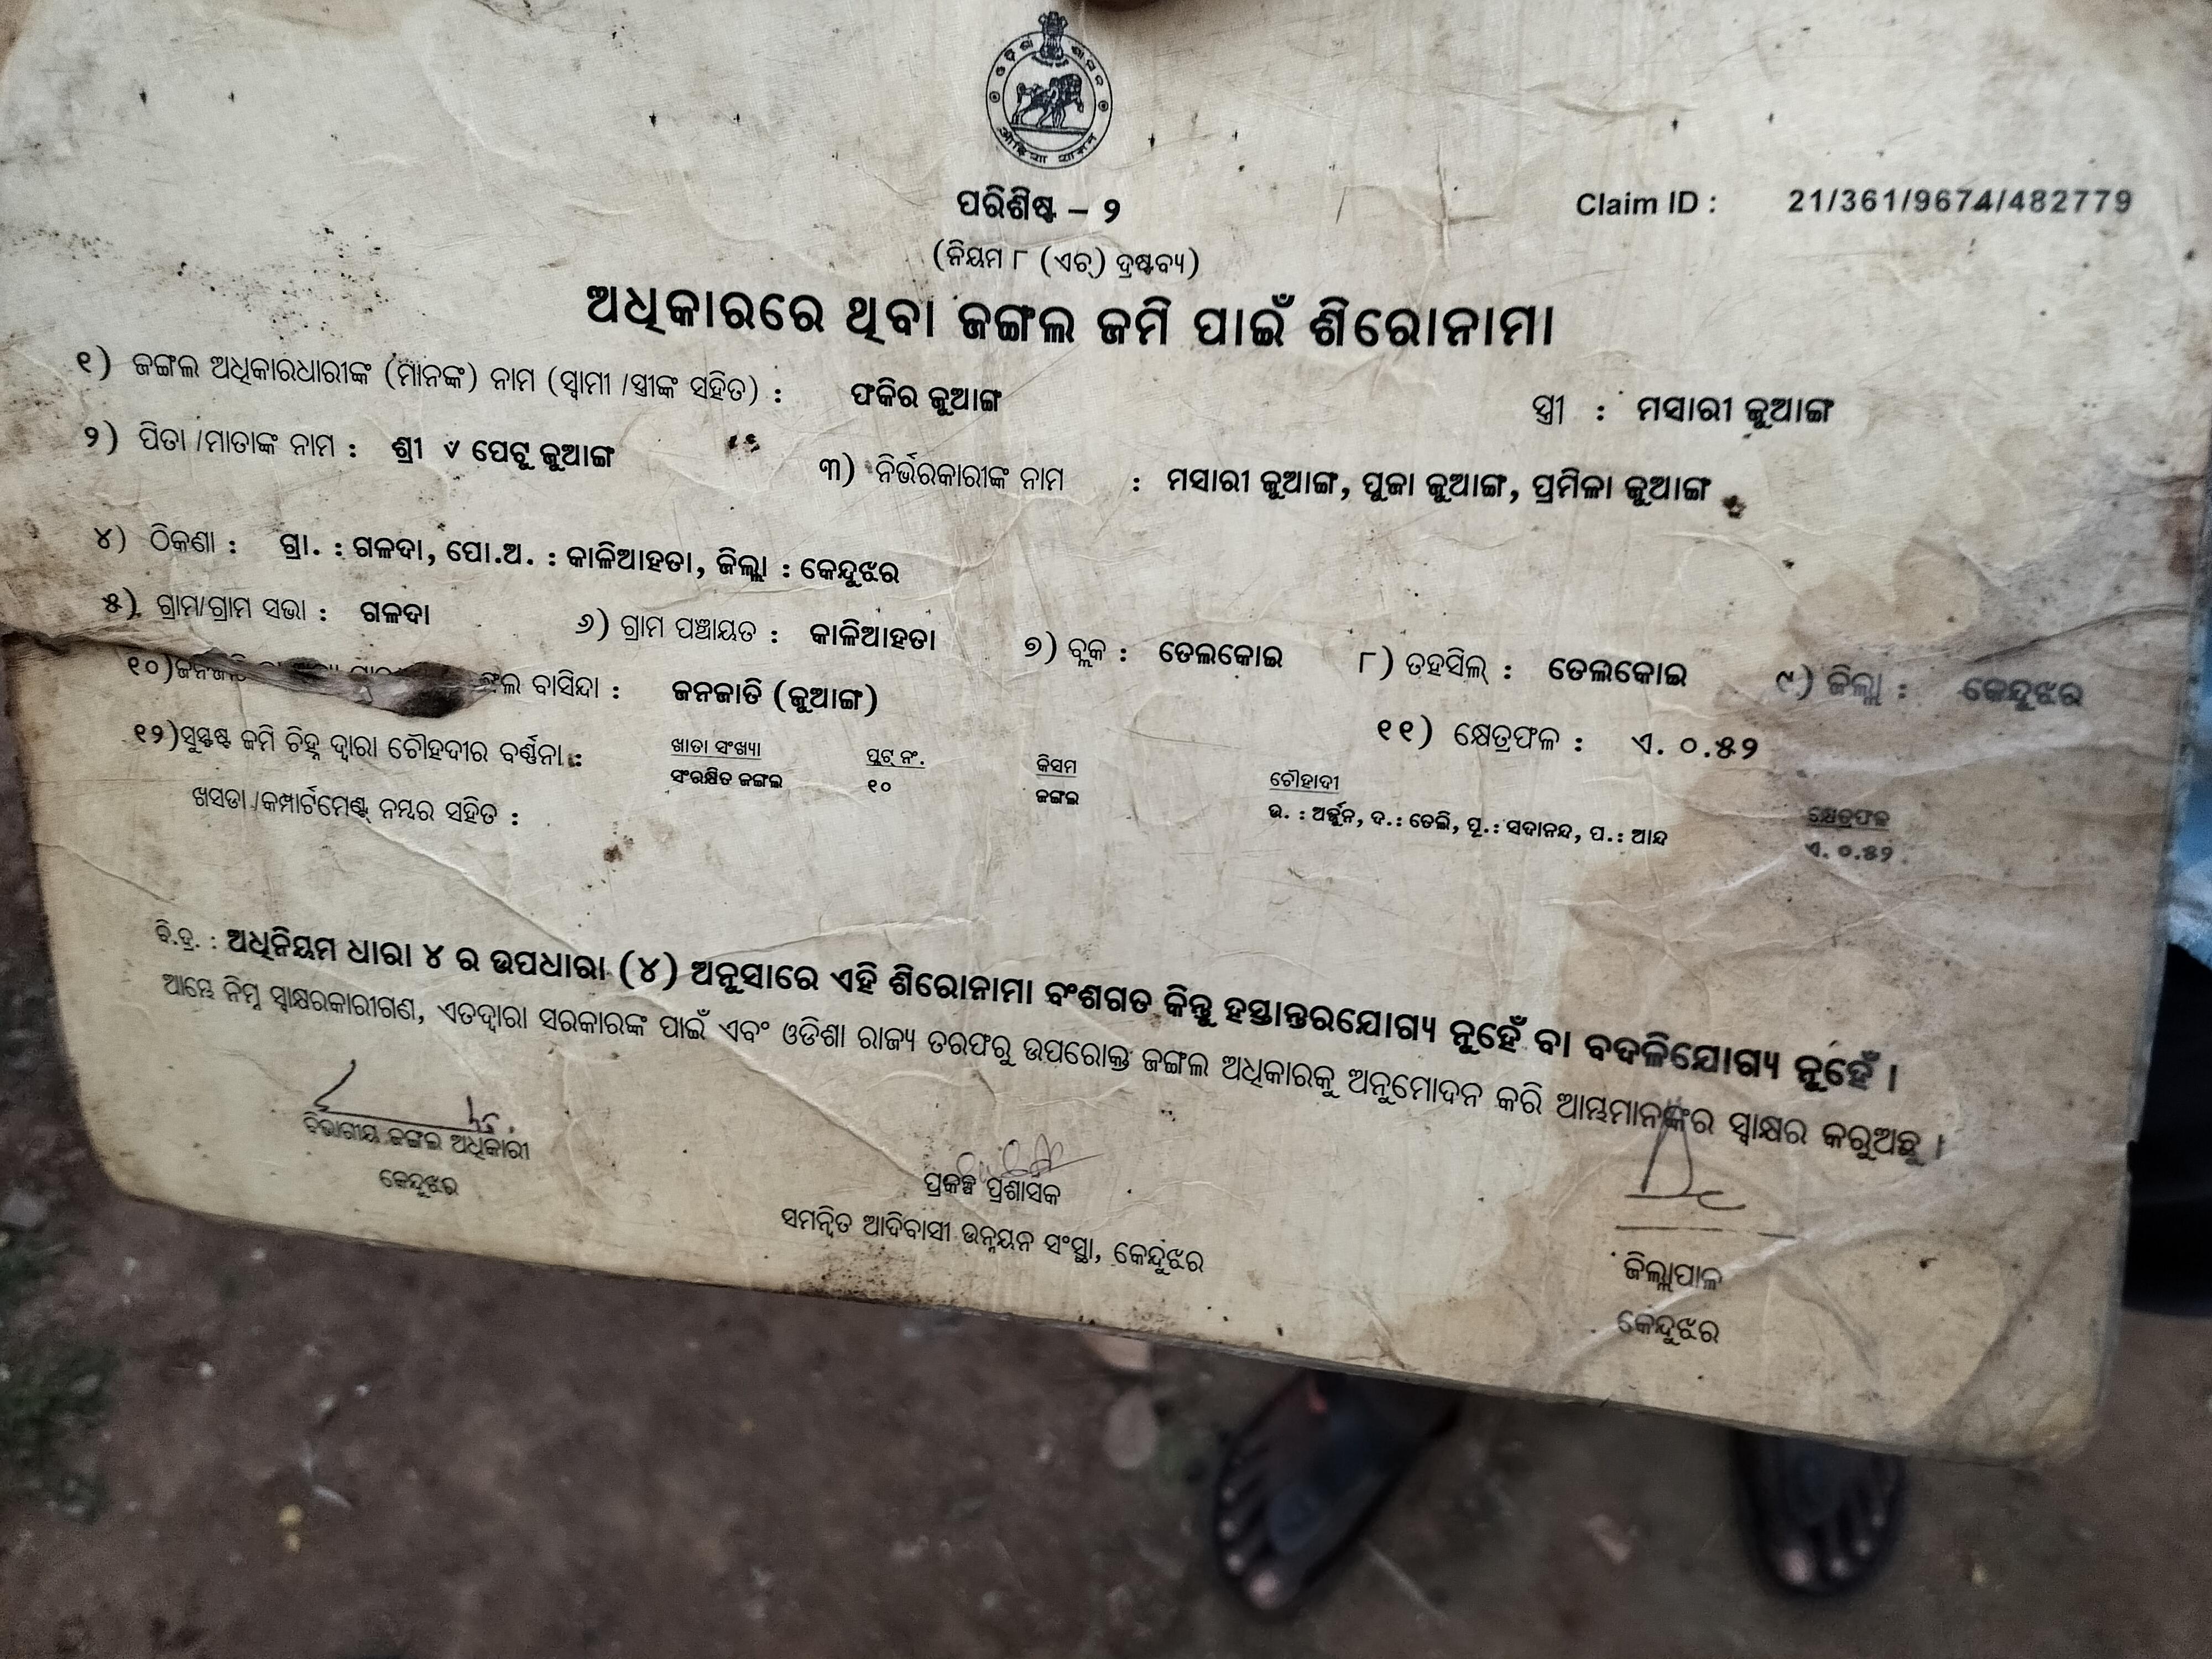 ଓଡ଼ିଶା ଶାସନ
ओड़िशा शासन
ପରିଶିଷ୍ଟ – ୨
Claim ID : 21/361/9674/482779
(ନିୟମ ୮ (ଏଚ୍) ଦ୍ରଷ୍ଟବ୍ୟ)
ଅଧିକାରରେ ଥିବା ଜଙ୍ଗଲ ଜମି ପାଇଁ ଶିରୋନାମା
୧) ଜଙ୍ଗଲ ଅଧିକାରଧାରୀଙ୍କ (ମାନଙ୍କ) ନାମ (ସ୍ୱାମୀ /ସ୍ତ୍ରୀଙ୍କ ସହିତ) : ଫକିର ଜୁଆଙ୍ଗ ସ୍ତ୍ରୀ : ମସାରୀ ଜୁଆଙ୍ଗ
୨) ପିତା /ମାତାଙ୍କ ନାମ : ଶ୍ରୀ ପେଟୁ ଜୁଆଙ୍ଗ ୩) ନିର୍ଭରକାରୀଙ୍କ ନାମ : ମସାରୀ ଜୁଆଙ୍ଗ, ପୁଜା ଜୁଆଙ୍ଗ, ପ୍ରମିଳା ଜୁଆଙ୍ଗ
୪) ଠିକଣା : ଗ୍ରା. : ଗଳଦା, ପୋ.ଅ. : କାଳିଆହତା, ଜିଲ୍ଲା : କେନ୍ଦୁଝର
୫) ଗ୍ରାମ/ଗ୍ରାମ ସଭା : ଗଳଦା ୬) ଗ୍ରାମ ପଞ୍ଚାୟତ : କାଳିଆହତା ୭) ବ୍ଲକ : ତେଲକୋଇ ୮) ତହସିଲ୍ : ତେଲକୋଇ ୯) ଜିଲ୍ଲା : କେନ୍ଦୁଝର
୧୦) ବାସିନ୍ଦା : ଜନଜାତି (ଜୁଆଙ୍ଗ) ୧୧) କ୍ଷେତ୍ରଫଳ : ଏ. ୦.୫୨
୧୨)ସୁସ୍ପଷ୍ଟ ଜମି ଚିହ୍ନ ଦ୍ୱାରା ଚୌହଦୀର ବର୍ଣ୍ଣନା : ଖାତା ସଂଖ୍ୟା ପ୍ଲଟ୍ ନଂ. କିସମ ଚୌହାଦୀ କ୍ଷେତ୍ରଫଳ
ଖସଡା /କମ୍ପାର୍ଟମେଣ୍ଟ୍ ନମ୍ବର ସହିତ : ସଂରକ୍ଷିତ ଜଙ୍ଗଲ ୧୦ ଜଙ୍ଗଲ ଉ. : ଅର୍ଜ୍ଜୁନ, ଦ.: ତେଲି, ପୂ.: ସଦାନନ୍ଦ, ପ.: ଆନନ୍ଦ ଏ. ୦.୫୨
ବି.ଦ୍ର. : ଅଧିନିୟମ ଧାରା ୪ ର ଉପଧାରା (୪) ଅନୁସାରେ ଏହି ଶିରୋନାମା ବଂଶଗତ କିନ୍ତୁ ହସ୍ତାନ୍ତରଯୋଗ୍ୟ ନୁହେଁ ବା ବଦଳିଯୋଗ୍ୟ ନୁହେଁ ।
ଆମ୍ଭେ ନିମ୍ନ ସ୍ୱାକ୍ଷରକାରୀଗଣ, ଏତଦ୍ୱାରା ସରକାରଙ୍କ ପାଇଁ ଏବଂ ଓଡିଶା ରାଜ୍ୟ ତରଫରୁ ଉପରୋକ୍ତ ଜଙ୍ଗଲ ଅଧିକାରକୁ ଅନୁମୋଦନ କରି ଆମ୍ଭମାନଙ୍କର ସ୍ୱାକ୍ଷର କରୁଅଛୁ ।
ବିଭାଗୀୟ ଜଙ୍ଗଲ ଅଧିକାରୀ
କେନ୍ଦୁଝର
ପ୍ରକଳ୍ପ ପ୍ରଶାସକ
ସମନ୍ୱିତ ଆଦିବାସୀ ଉନ୍ନୟନ ସଂସ୍ଥା, କେନ୍ଦୁଝର
ଜିଲ୍ଲାପାଳ
କେନ୍ଦୁଝର